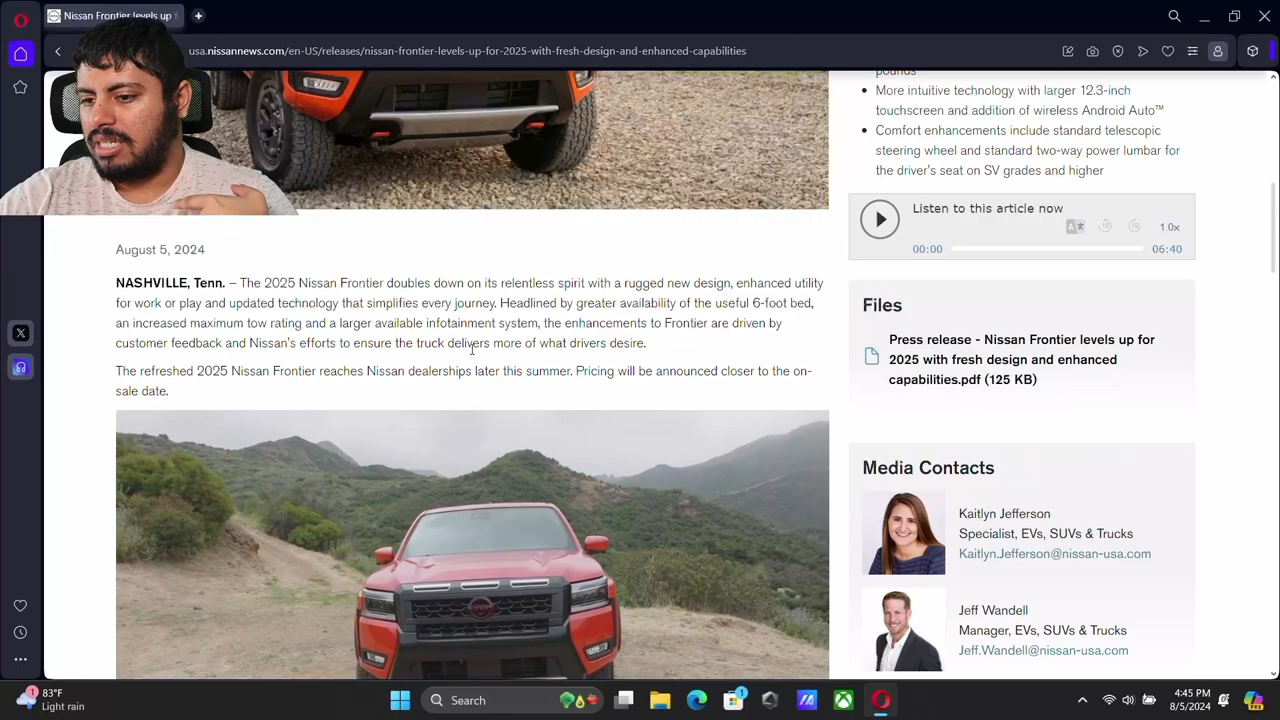 Nissan Frontier levels up f
usa.nissannews.com/en-US/releases/nissan-frontier-levels-up-for-2025-with-fresh-design-and-enhanced-capabilities
pounds
More intuitive technology with larger 12.3-inch
touchscreen and addition of wireless Android Auto™
Comfort enhancements include standard telescopic
steering wheel and standard two-way power lumbar for
the driver's seat on SV grades and higher
Listen to this article now
1.0x
00:00
06:40
August 5, 2024
NASHVILLE, Tenn. – The 2025 Nissan Frontier doubles down on its relentless spirit with a rugged new design, enhanced utility
for work or play and updated technology that simplifies every journey. Headlined by greater availability of the useful 6-foot bed,
an increased maximum tow rating and a larger available infotainment system, the enhancements to Frontier are driven by
customer feedback and Nissan's efforts to ensure the truck delivers more of what drivers desire.
The refreshed 2025 Nissan Frontier reaches Nissan dealerships later this summer. Pricing will be announced closer to the on-
sale date.
Files
Press release - Nissan Frontier levels up for
2025 with fresh design and enhanced
capabilities.pdf (125 KB)
Media Contacts
Kaitlyn Jefferson
Specialist, EVs, SUVs & Trucks
Kaitlyn.Jefferson@nissan-usa.com
Jeff Wandell
Manager, EVs, SUVs & Trucks
Jeff.Wandell@nissan-usa.com
1
83°F
Light rain
Search
1
4:45 PM
8/5/2024